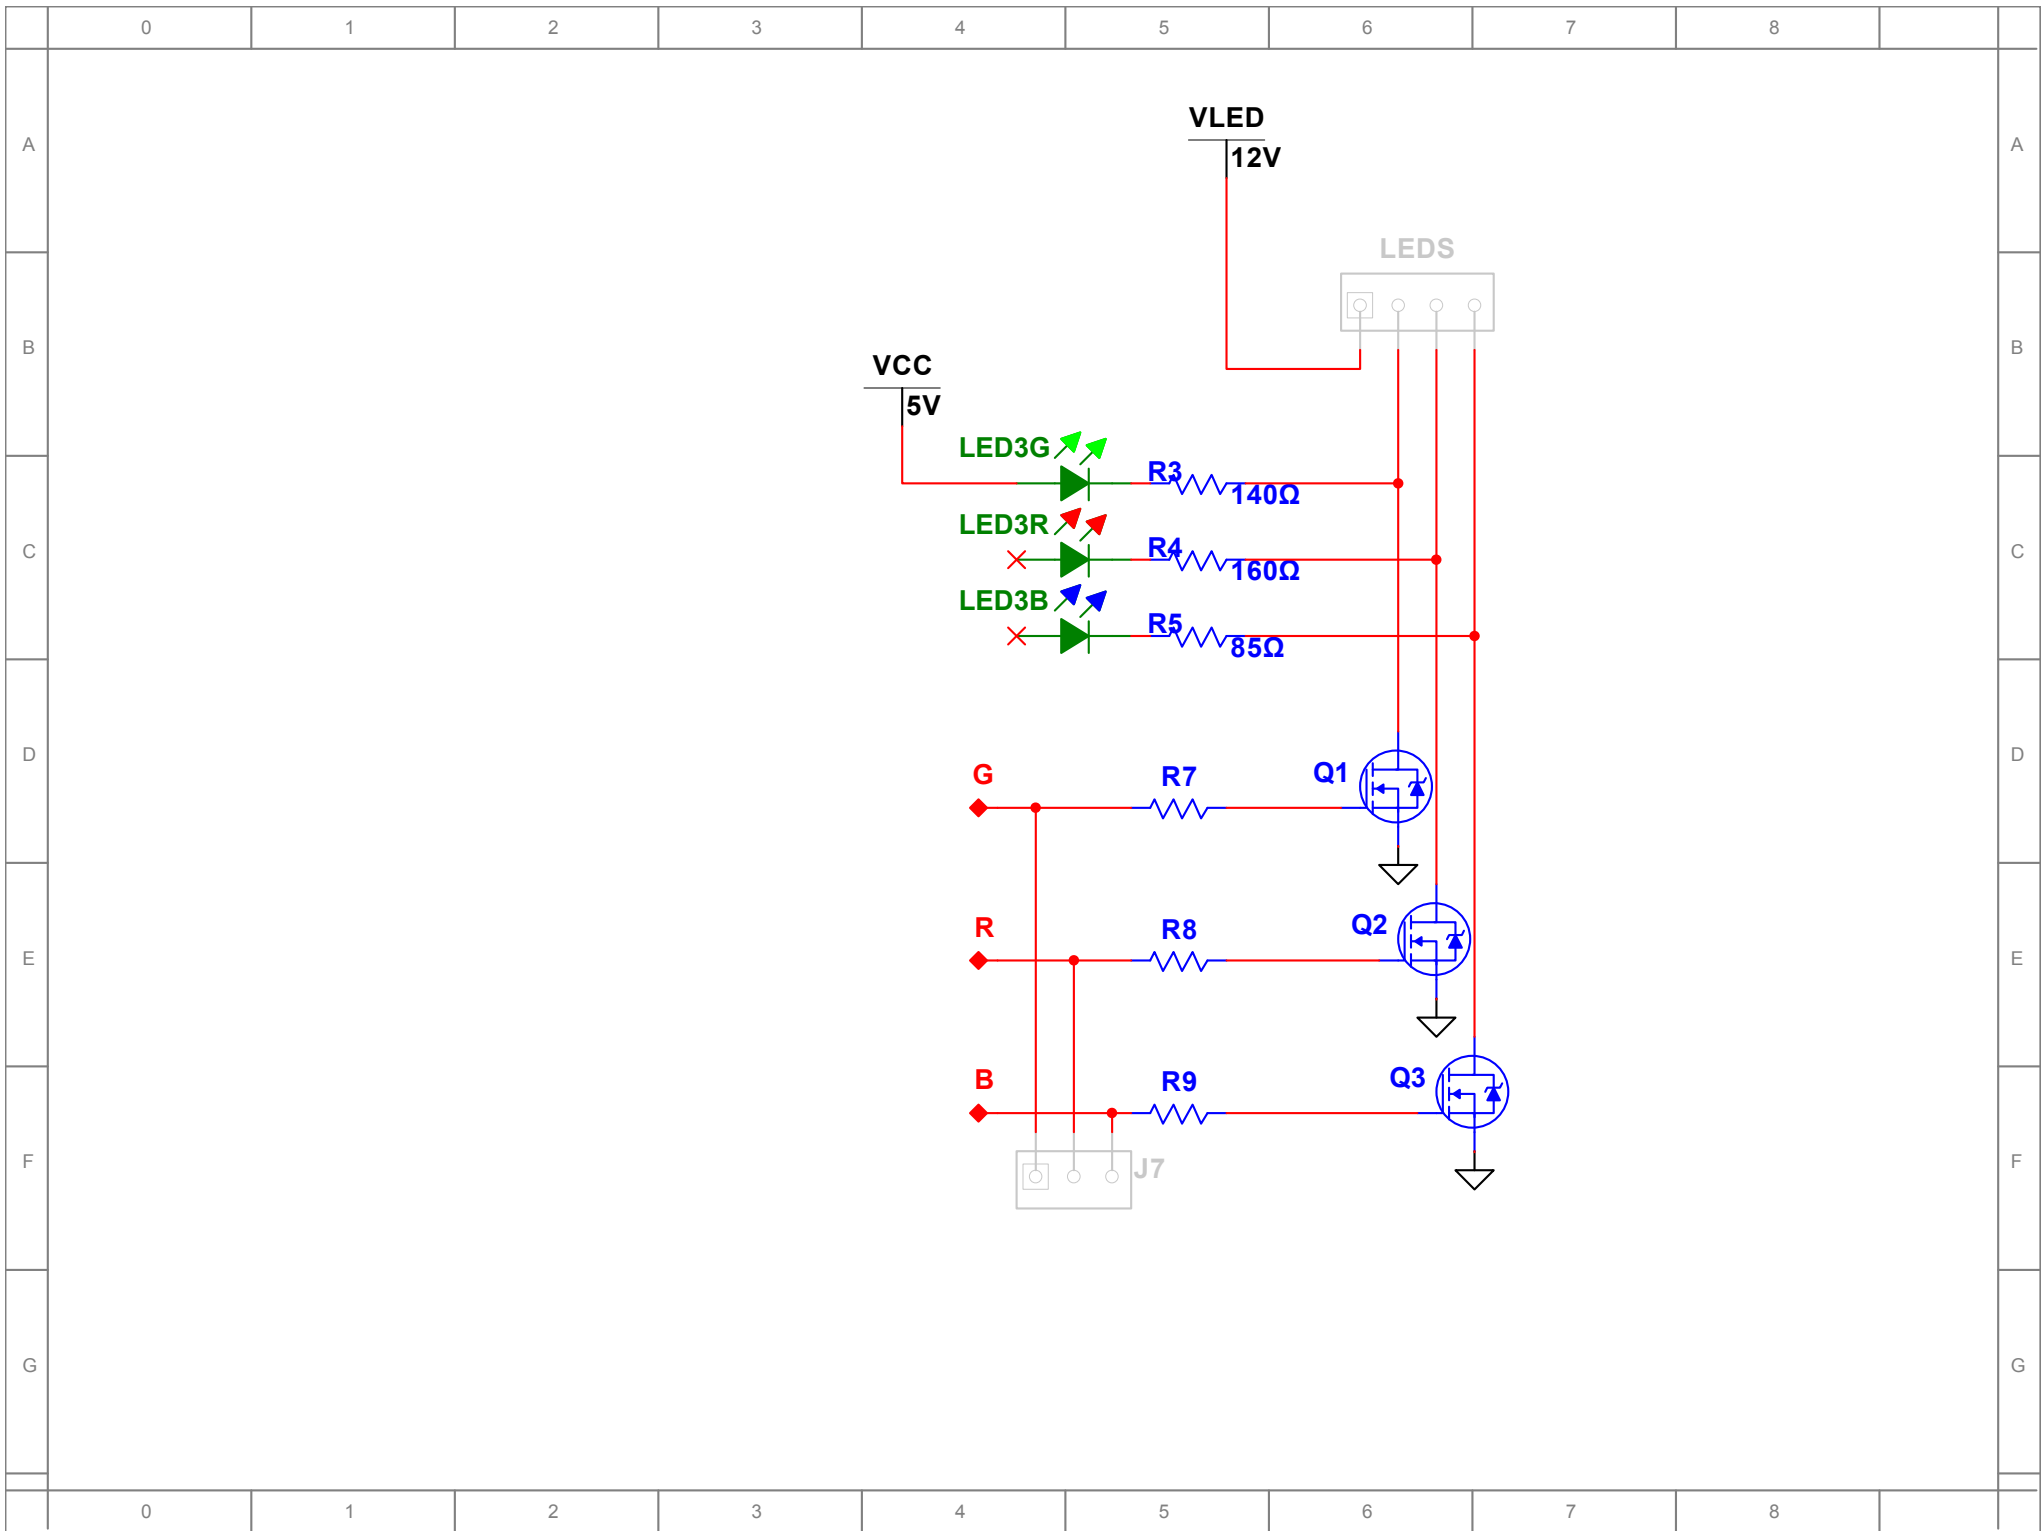 0 1 2 3 4 5 6 7 8
VLED
A 12V A
LEDS
B B
VCC
5V
LED3G
R3
140Ω
LED3R
R4
C C
160Ω
LED3B
R5
85Ω
D D
G R7 Q1
R R8 Q2
E E
B R9 Q3
F J7 F
G G
0 1 2 3 4 5 6 7 8